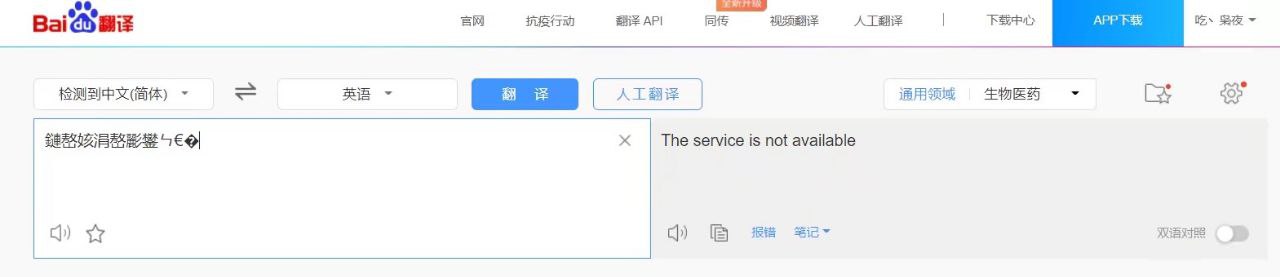 Bai du 翻译 官网 抗疫行动 翻译 API 同传 全新升级 视频翻译 人工翻译 下载中心 APP下载 吃丶枭夜
检测到中文(简体) 英语 翻 译 人工翻译 通用领域 生物医药
鏈嶅姟涓嶅彲鐢ㄣ€� The service is not available
报错 笔记 双语对照